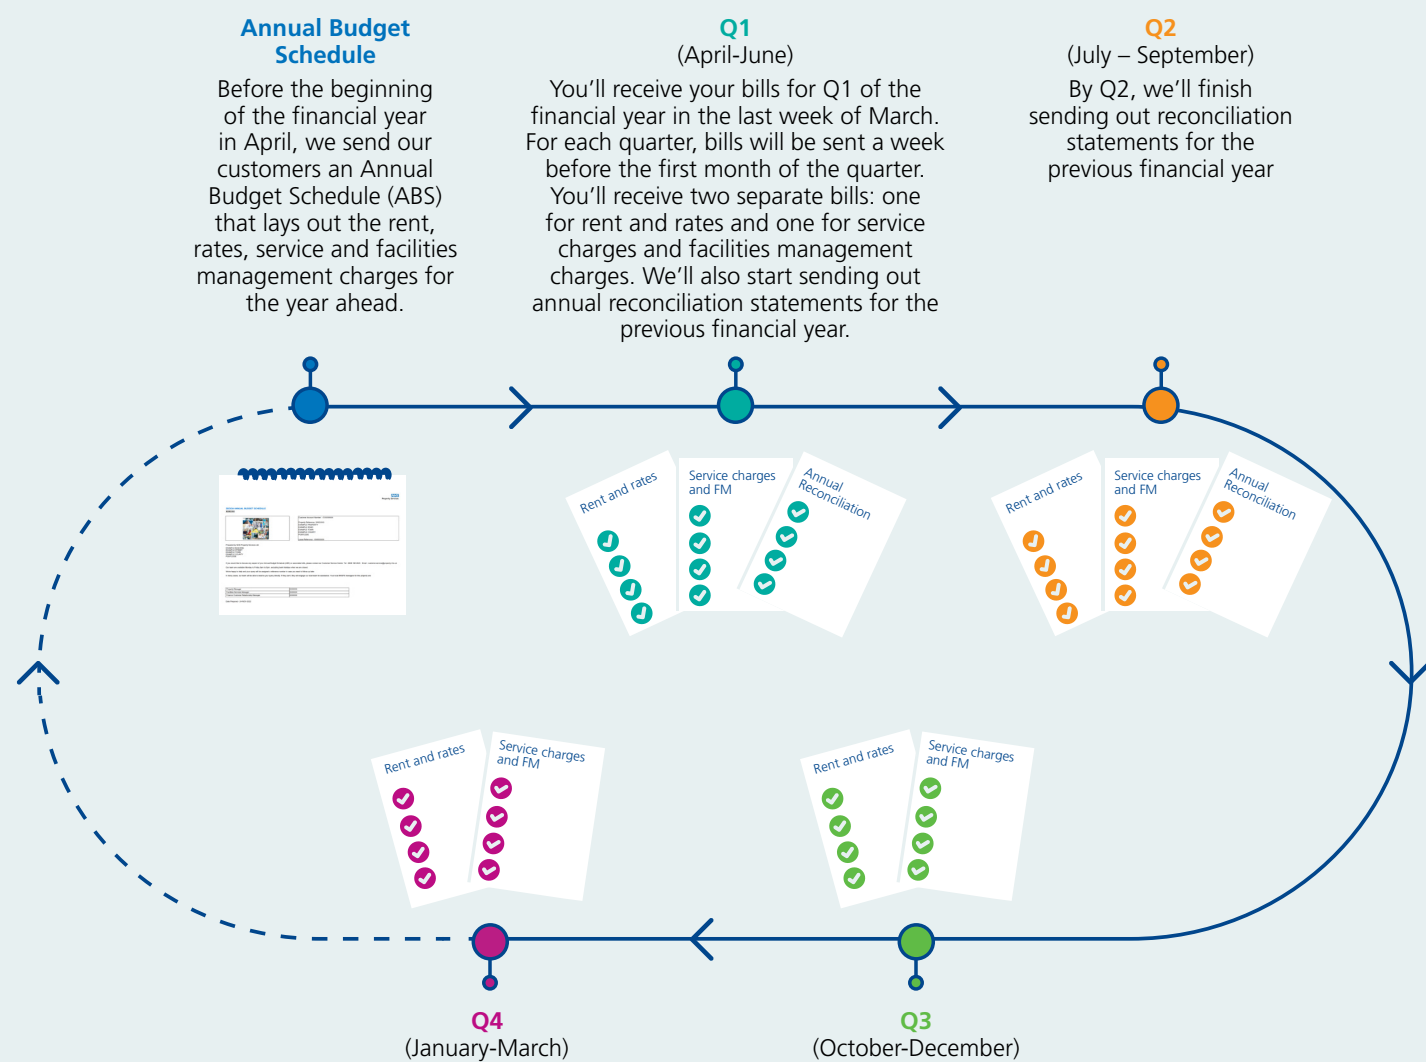 Annual Budget
Schedule
Before the beginning
of the financial year
in April, we send our
customers an Annual
Budget Schedule (ABS)
that lays out the rent,
rates, service and facilities
management charges for
the year ahead.
Q1
(April-June)
You’ll receive your bills for Q1 of the
financial year in the last week of March.
For each quarter, bills will be sent a week
before the first month of the quarter.
You’ll receive two separate bills: one
for rent and rates and one for service
charges and facilities management
charges. We’ll also start sending out
annual reconciliation statements for the
previous financial year.
Q2
(July – September)
By Q2, we’ll finish
sending out reconciliation
statements for the
previous financial year
Rent and rates
Service charges
and FM
Annual
Reconciliation
Rent and rates
Service charges
and FM
Annual
Reconciliation
Rent and rates
Service charges
and FM
Rent and rates
Service charges
and FM
Q4
(January-March)
Q3
(October-December)